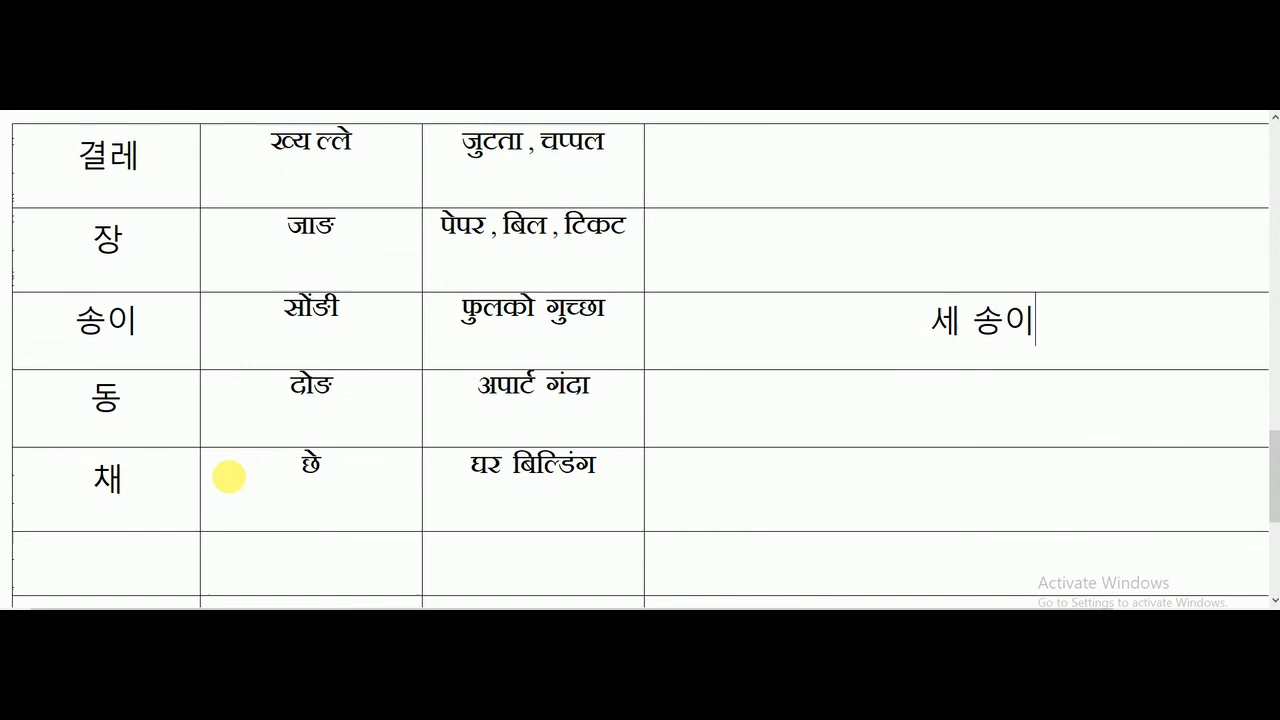 결레 ख्य ल्ले जुटता , चप्पल
장 जाङ पेपर , बिल , टिकट
송이 सोंङी फुलको गुच्छा 세 송이
동 दोङ अपार्ट गंदा
채 छे घर बिल्डिंग
Activate Windows
Go to Settings to activate Windows.